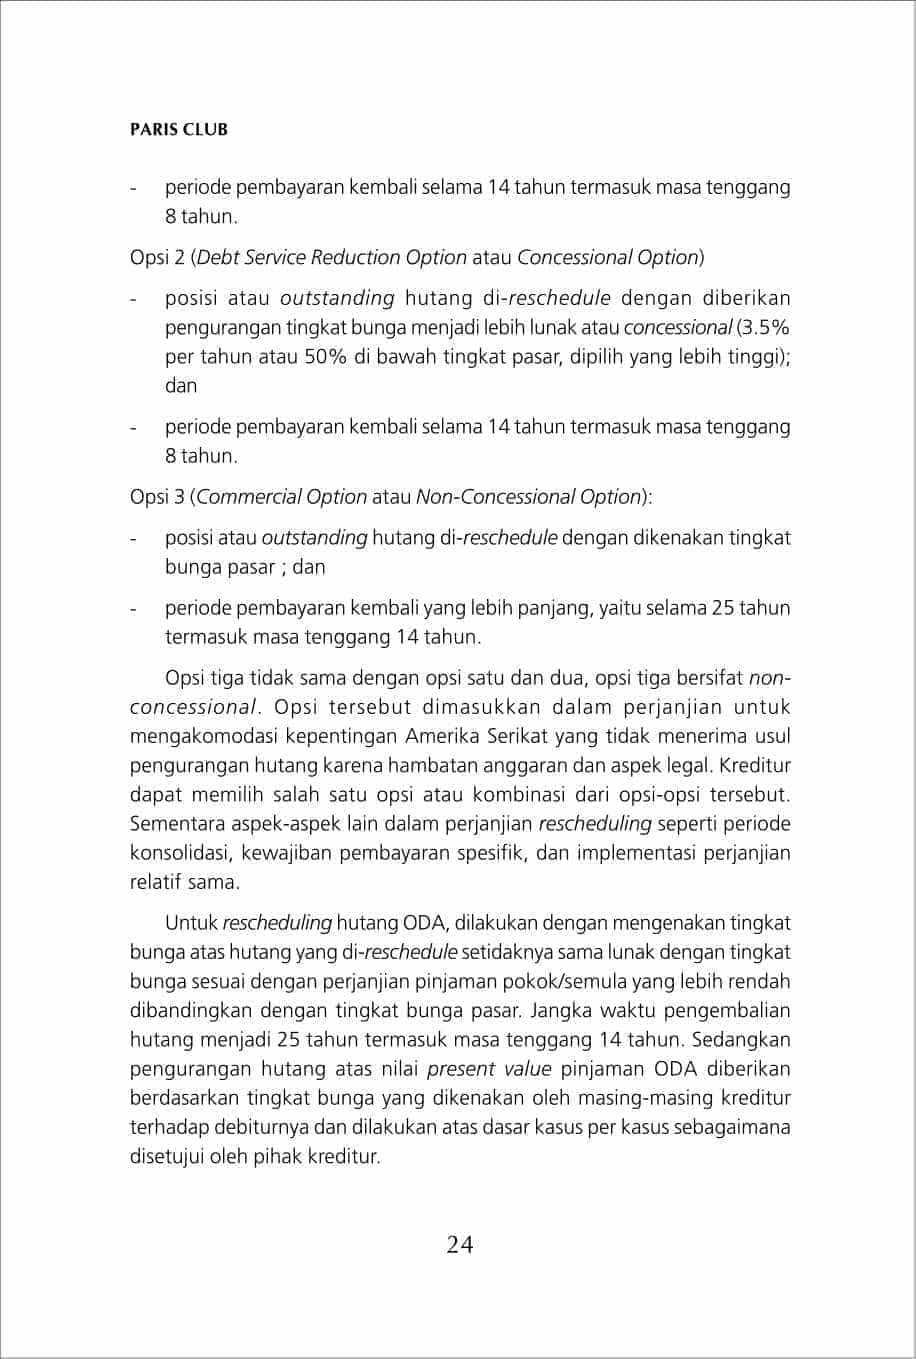 PARIS CLUB
- periode pembayaran kembali selama 14 tahun termasuk masa tenggang
8 tahun.
Opsi 2 (Debt Service Reduction Option atau Concessional Option)
- posisi atau outstanding hutang di-reschedule dengan diberikan
pengurangan tingkat bunga menjadi lebih lunak atau concessional (3.5%
per tahun atau 50% di bawah tingkat pasar, dipilih yang lebih tinggi);
dan
- periode pembayaran kembali selama 14 tahun termasuk masa tenggang
8 tahun.
Opsi 3 (Commercial Option atau Non-Concessional Option):
- posisi atau outstanding hutang di-reschedule dengan dikenakan tingkat
bunga pasar ; dan
- periode pembayaran kembali yang lebih panjang, yaitu selama 25 tahun
termasuk masa tenggang 14 tahun.
Opsi tiga tidak sama dengan opsi satu dan dua, opsi tiga bersifat non-
concessional. Opsi tersebut dimasukkan dalam perjanjian untuk
mengakomodasi kepentingan Amerika Serikat yang tidak menerima usul
pengurangan hutang karena hambatan anggaran dan aspek legal. Kreditur
dapat memilih salah satu opsi atau kombinasi dari opsi-opsi tersebut.
Sementara aspek-aspek lain dalam perjanjian rescheduling seperti periode
konsolidasi, kewajiban pembayaran spesifik, dan implementasi perjanjian
relatif sama.
Untuk rescheduling hutang ODA, dilakukan dengan mengenakan tingkat
bunga atas hutang yang di-reschedule setidaknya sama lunak dengan tingkat
bunga sesuai dengan perjanjian pinjaman pokok/semula yang lebih rendah
dibandingkan dengan tingkat bunga pasar. Jangka waktu pengembalian
hutang menjadi 25 tahun termasuk masa tenggang 14 tahun. Sedangkan
pengurangan hutang atas nilai present value pinjaman ODA diberikan
berdasarkan tingkat bunga yang dikenakan oleh masing-masing kreditur
terhadap debiturnya dan dilakukan atas dasar kasus per kasus sebagaimana
disetujui oleh pihak kreditur.
24